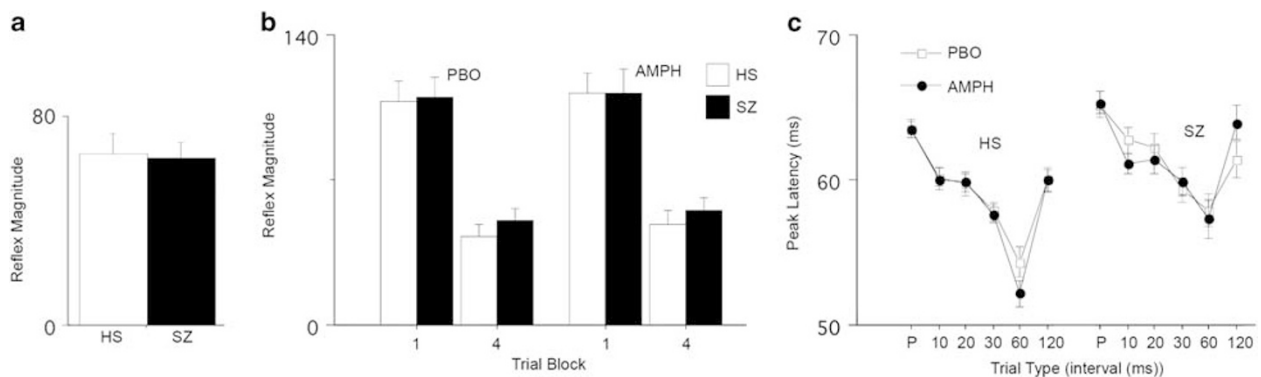 a
Reflex Magnitude
80
0
HS SZ
b
Reflex Magnitude
140
0
PBO
AMPH
HS
SZ
1 4 1 4
Trial Block
c
Peak Latency (ms)
70
60
50
PBO
AMPH
HS
SZ
P 10 20 30 60 120 P 10 20 30 60 120
Trial Type (interval (ms))